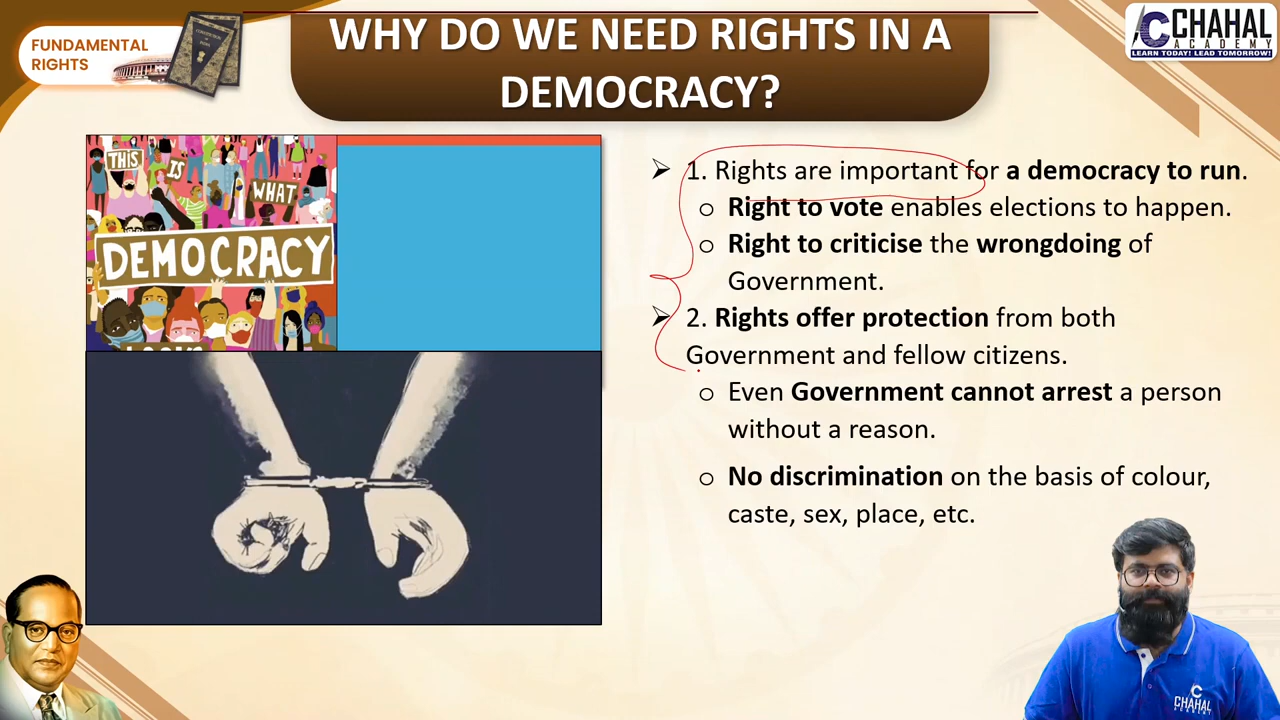 FUNDAMENTAL
RIGHTS
WHY DO WE NEED RIGHTS IN A
DEMOCRACY?
CHAHAL
ACADEMY
LEARN TODAY! LEAD TOMORROW!
THIS
IS
WHAT
DEMOCRACY
LOOKS
➢ 1. Rights are important for a democracy to run.
o Right to vote enables elections to happen.
o Right to criticise the wrongdoing of
Government.
➢ 2. Rights offer protection from both
Government and fellow citizens.
o Even Government cannot arrest a person
without a reason.
o No discrimination on the basis of colour,
caste, sex, place, etc.
CHAHAL
ACADEMY